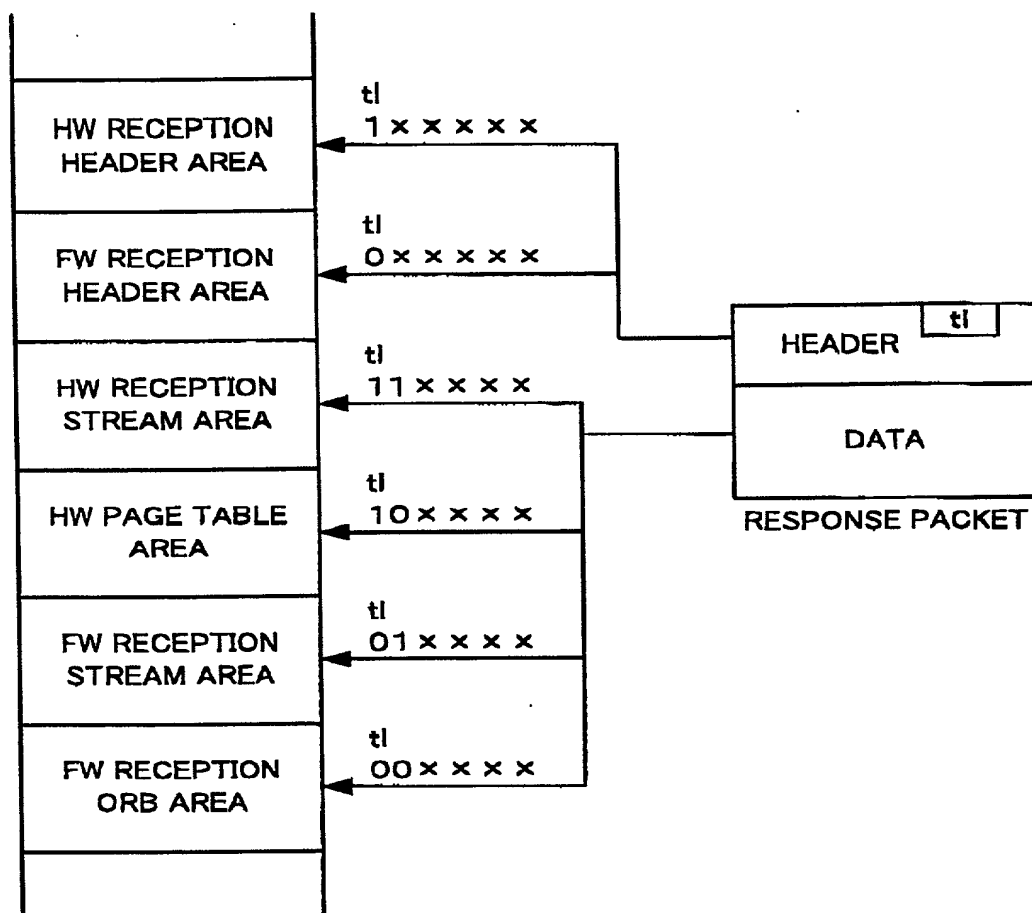 tl
1×××××
HW RECEPTION
HEADER AREA
tl
0×××××
FW RECEPTION
HEADER AREA
tl
HEADER
tl
11××××
HW RECEPTION
STREAM AREA
DATA
tl
10××××
HW PAGE TABLE
AREA
RESPONSE PACKET
tl
01××××
FW RECEPTION
STREAM AREA
tl
00××××
FW RECEPTION
ORB AREA